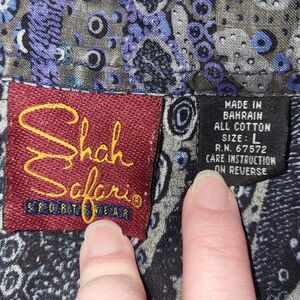 Shah
Safari®
SPORTSWEAR
MADE IN
BAHRAIN
ALL COTTON
SIZE: L
R.N. 67572
CARE INSTRUCTION
ON REVERSE